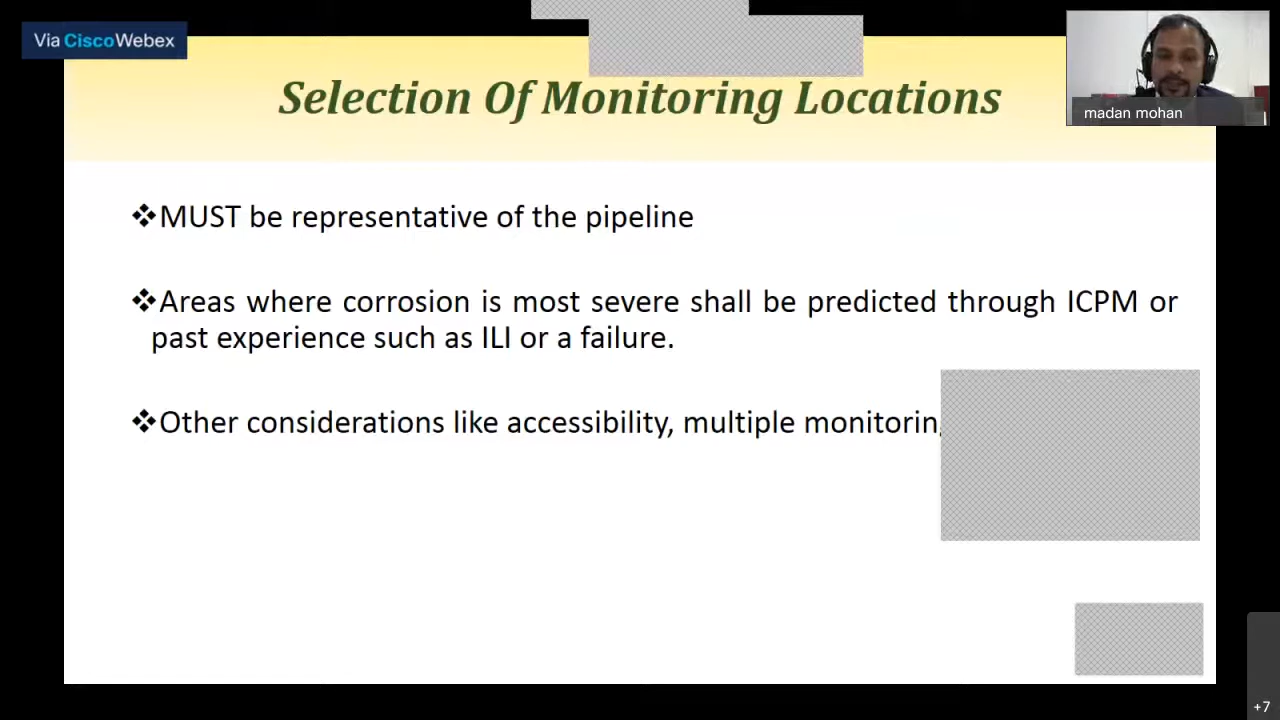 Via Cisco Webex
Selection Of Monitoring Locations
madan mohan
❖MUST be representative of the pipeline
❖Areas where corrosion is most severe shall be predicted through ICPM or
past experience such as ILI or a failure.
❖Other considerations like accessibility, multiple
+7